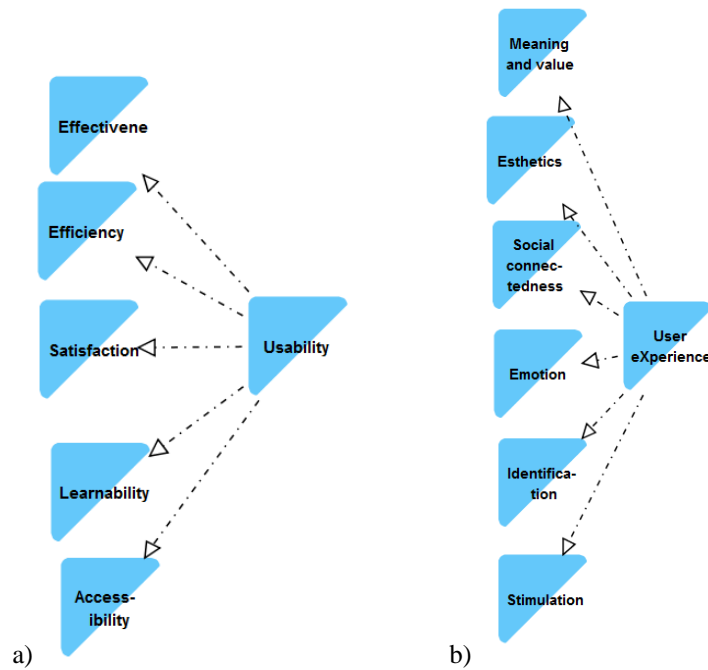 Effectivene
Efficiency
Satisfaction
Usability
Learnability
Access-
ibility
a)
Meaning
and value
Esthetics
Social
connec-
tedness
User
eXperience
Emotion
Identifica-
tion
Stimulation
b)